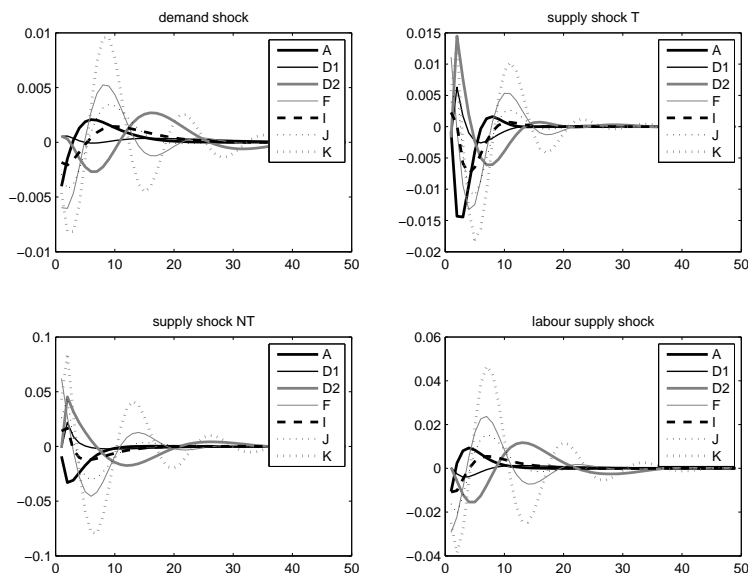 demand shock
0.01
0.005
0
−0.005
−0.01
0 10 20 30 40 50
A
D1
D2
F
I
J
K
supply shock T
0.015
0.01
0.005
0
−0.005
−0.01
−0.015
−0.02
0 10 20 30 40 50
A
D1
D2
F
I
J
K
supply shock NT
0.1
0.05
0
−0.05
−0.1
0 10 20 30 40 50
A
D1
D2
F
I
J
K
labour supply shock
0.06
0.04
0.02
0
−0.02
−0.04
0 10 20 30 40 50
A
D1
D2
F
I
J
K